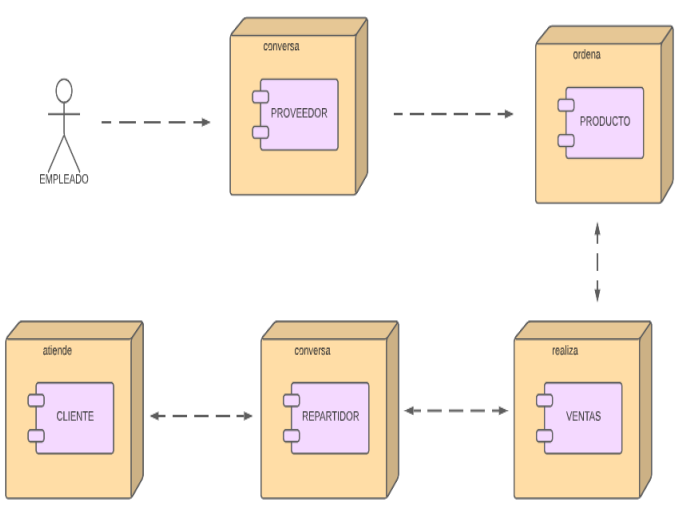 conversa
PROVEEDOR
ordena
PRODUCTO
EMPLEADO
atiende
CLIENTE
conversa
REPARTIDOR
realiza
VENTAS